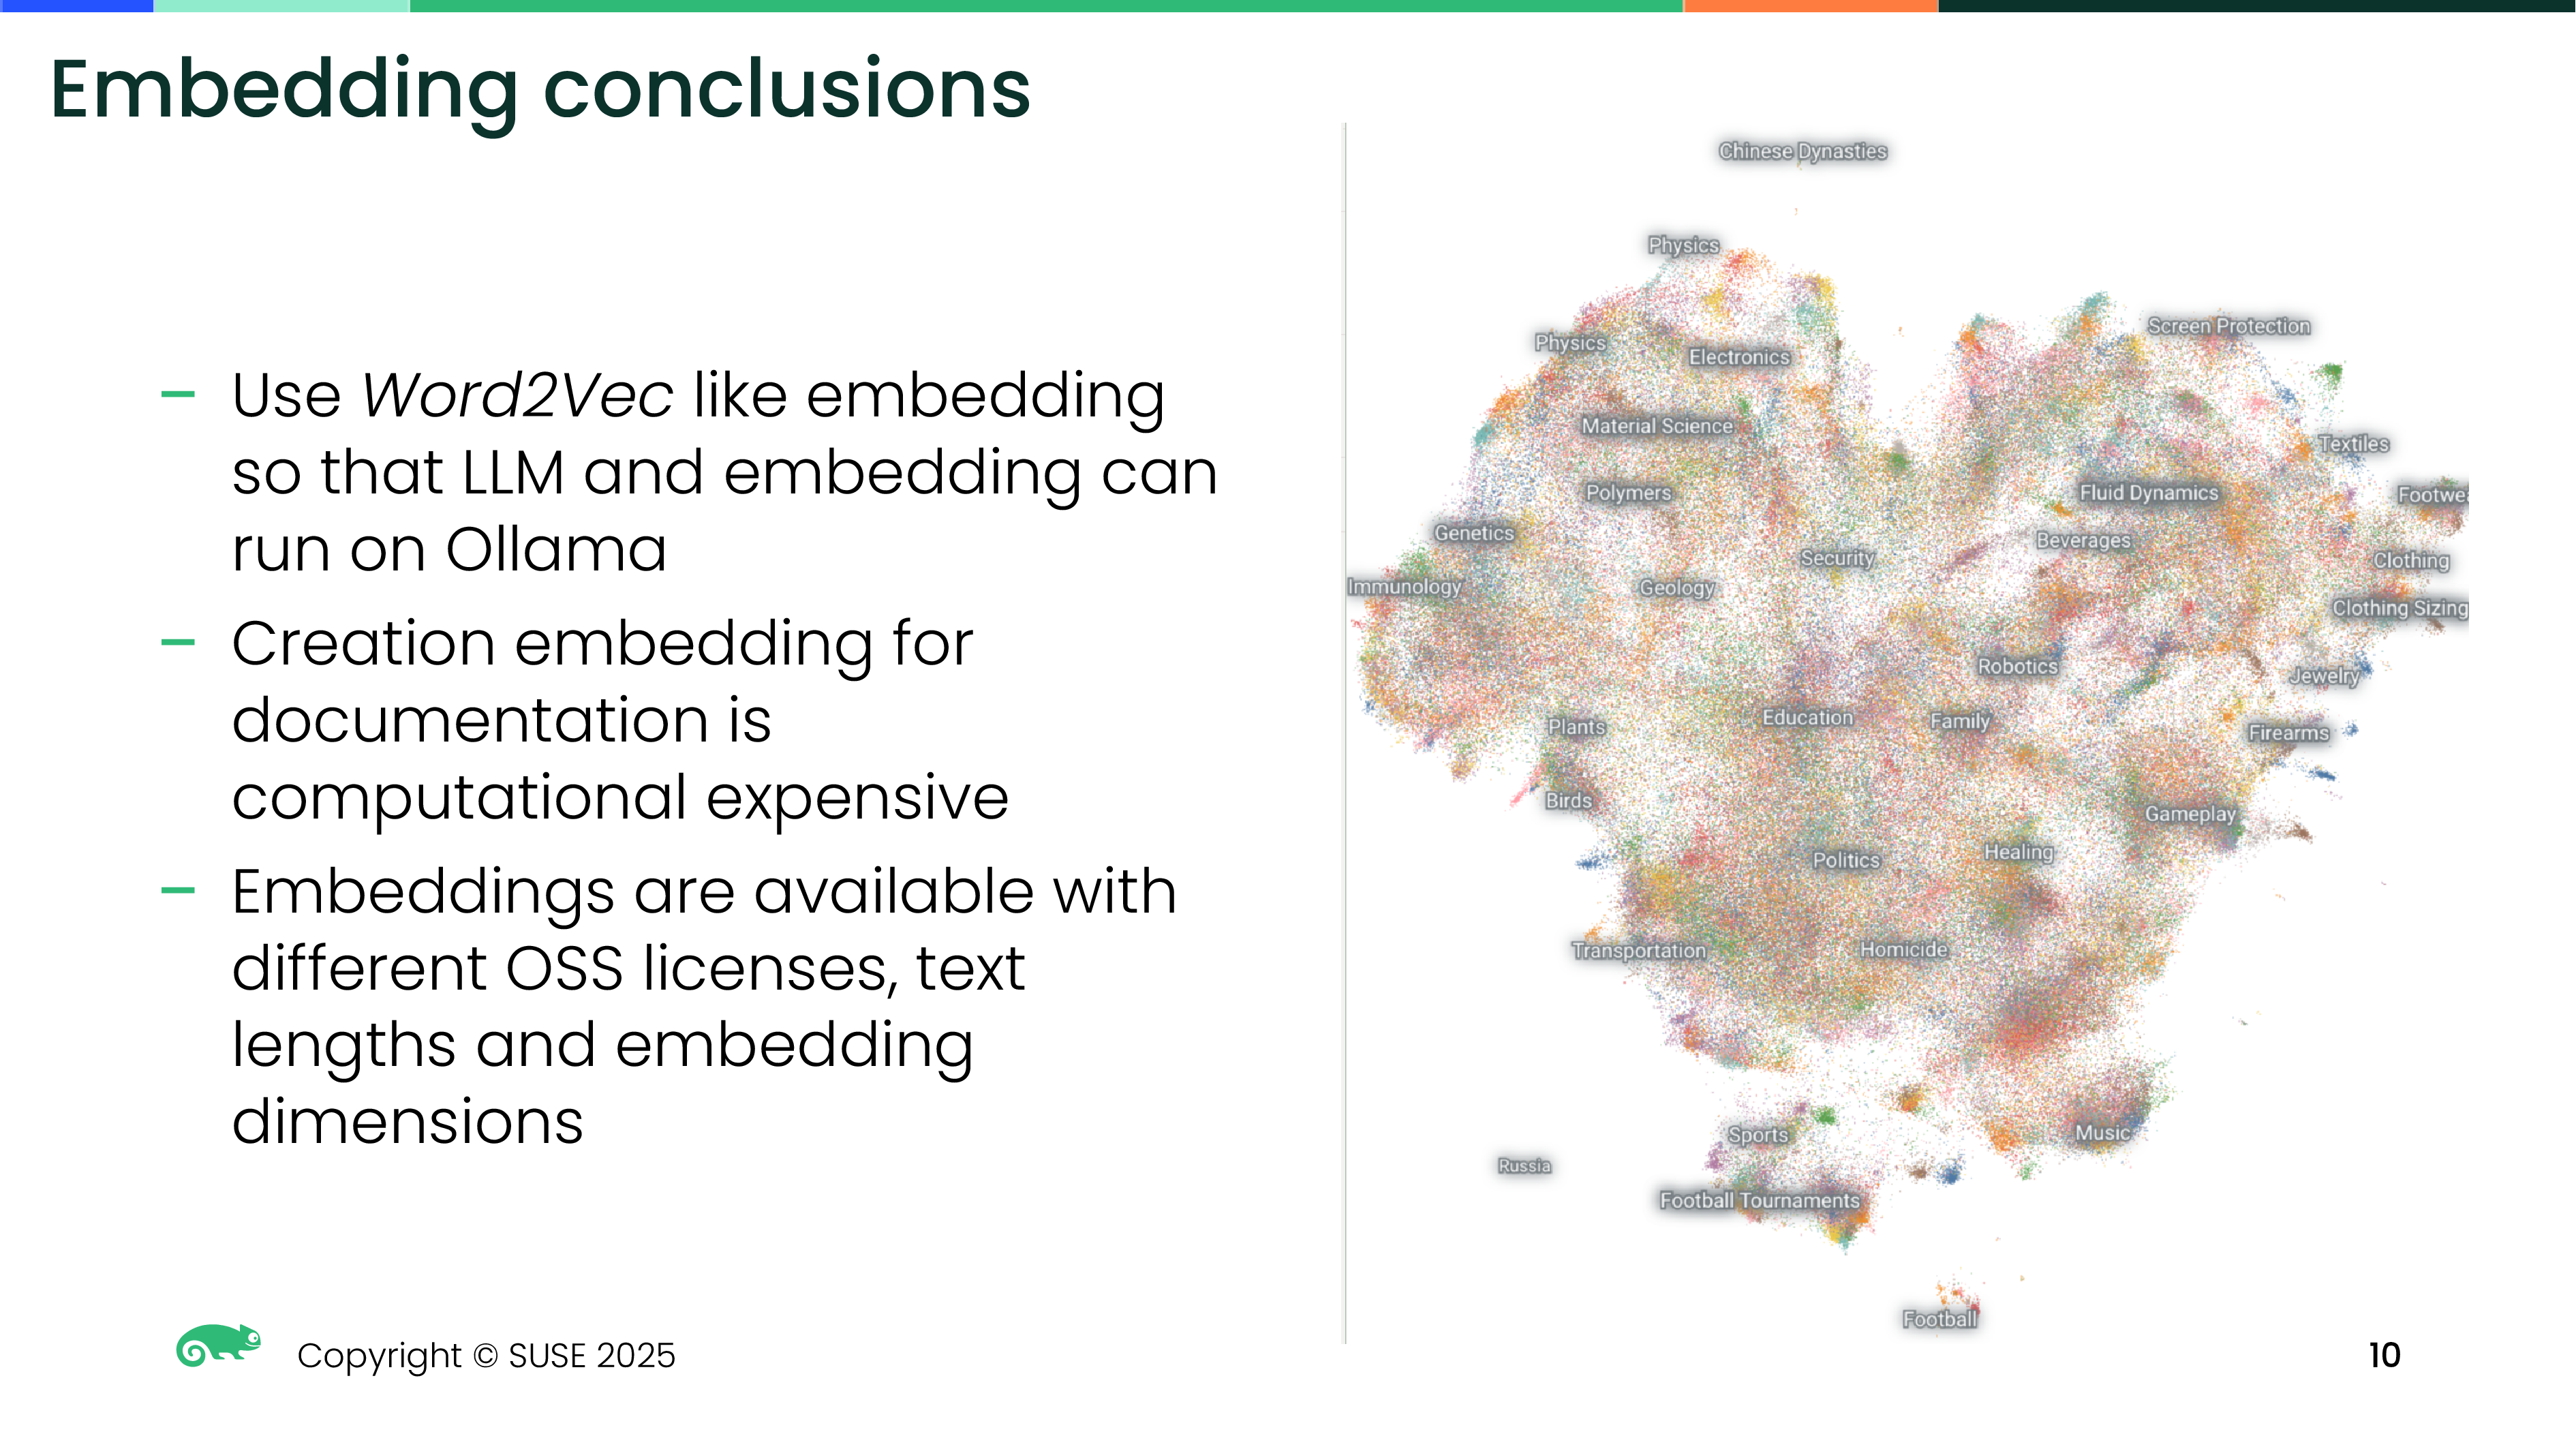 Embedding conclusions
– Use Word2Vec like embedding
so that LLM and embedding can
run on Ollama
– Creation embedding for
documentation is
computational expensive
– Embeddings are available with
different OSS licenses, text
lengths and embedding
dimensions
Chinese Dynasties
Physics
Screen Protection
Physics
Electronics
Material Science
Textiles
Polymers
Fluid Dynamics
Footwea
Genetics
Beverages
Security
Clothing
Immunology
Geology
Clothing Sizing
Robotics
Jewelry
Education
Family
Plants
Firearms
Birds
Gameplay
Healing
Politics
Transportation
Homicide
Sports
Music
Russia
Football Tournaments
Football
Copyright © SUSE 2025
10